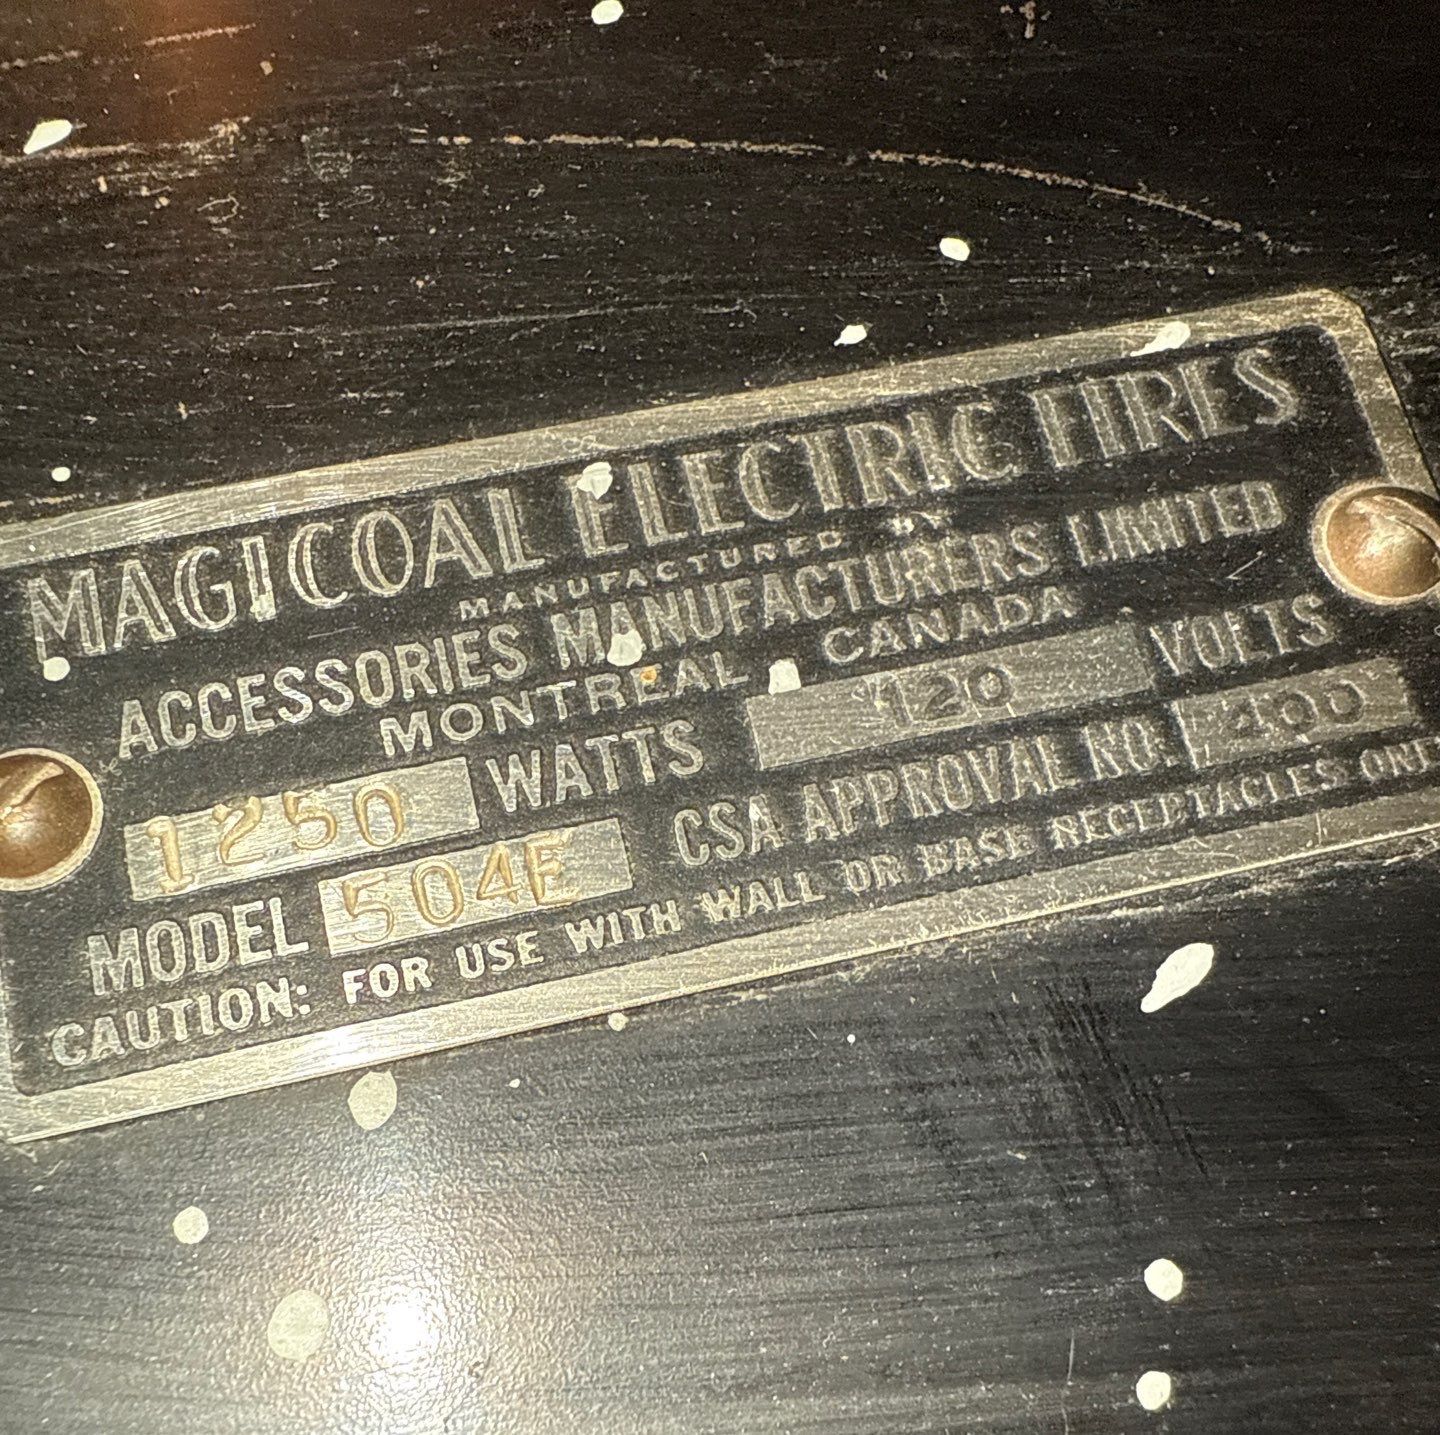 MAGICOAL ELECTRIC FIRES
MANUFACTURED BY
ACCESSORIES MANUFACTURERS LIMITED
MONTREAL CANADA
1250 WATTS 120 VOLTS
MODEL 504E CSA APPROVAL NO. 400
CAUTION: FOR USE WITH WALL OR BASE RECEPTACLES ONLY